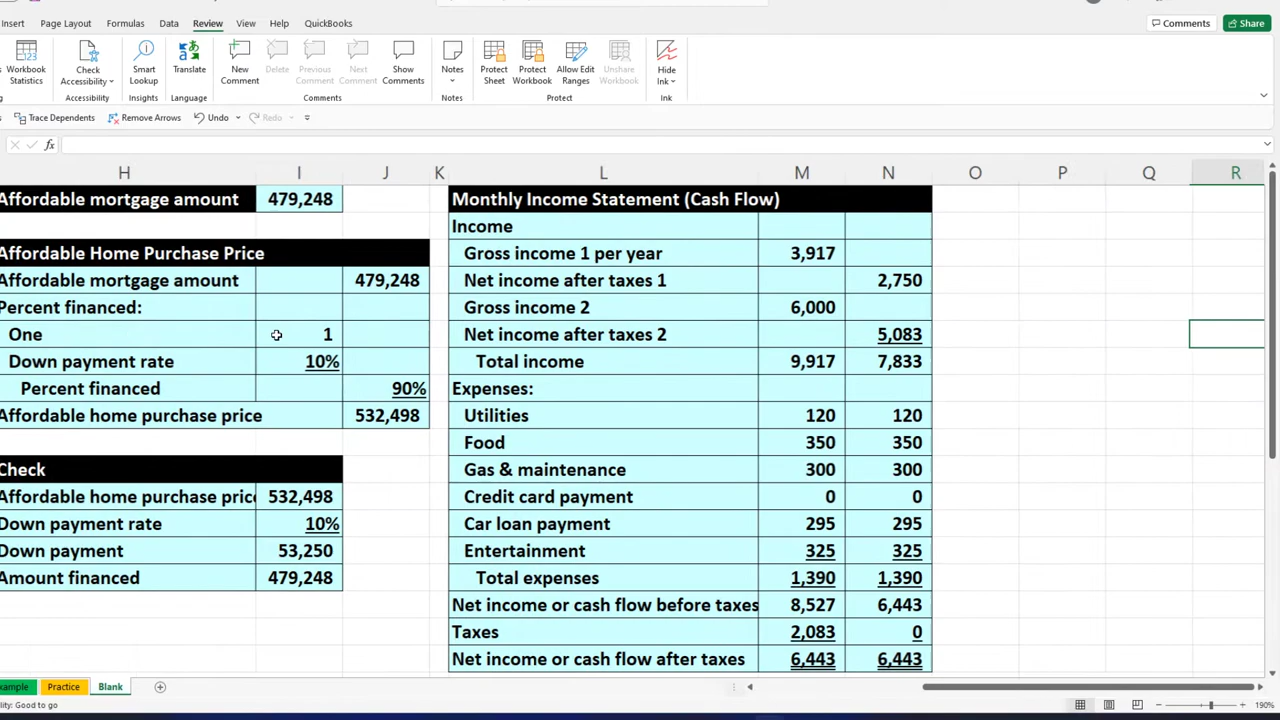 Insert Page Layout Formulas Data Review View Help QuickBooks Comments Share
Workbook Statistics Check Accessibility Smart Lookup Translate New Comment Delete Previous Comment Next Comment Show Comments Notes Protect Sheet Protect Workbook Allow Edit Ranges Unshare Workbook Hide Ink
Accessibility Insights Language Comments Notes Protect Ink
Trace Dependents Remove Arrows Undo Redo
fx
H I J K L M N O P Q R
Affordable mortgage amount 479,248 Monthly Income Statement (Cash Flow)
Income
Affordable Home Purchase Price Gross income 1 per year 3,917
Affordable mortgage amount 479,248 Net income after taxes 1 2,750
Percent financed: Gross income 2 6,000
One 1 Net income after taxes 2 5,083
Down payment rate 10% Total income 9,917 7,833
Percent financed 90% Expenses:
Affordable home purchase price 532,498 Utilities 120 120
Food 350 350
Check Gas & maintenance 300 300
Affordable home purchase price 532,498 Credit card payment 0 0
Down payment rate 10% Car loan payment 295 295
Down payment 53,250 Entertainment 325 325
Amount financed 479,248 Total expenses 1,390 1,390
Net income or cash flow before taxes 8,527 6,443
Taxes 2,083 0
Net income or cash flow after taxes 6,443 6,443
xample Practice Blank
lity: Good to go 190%